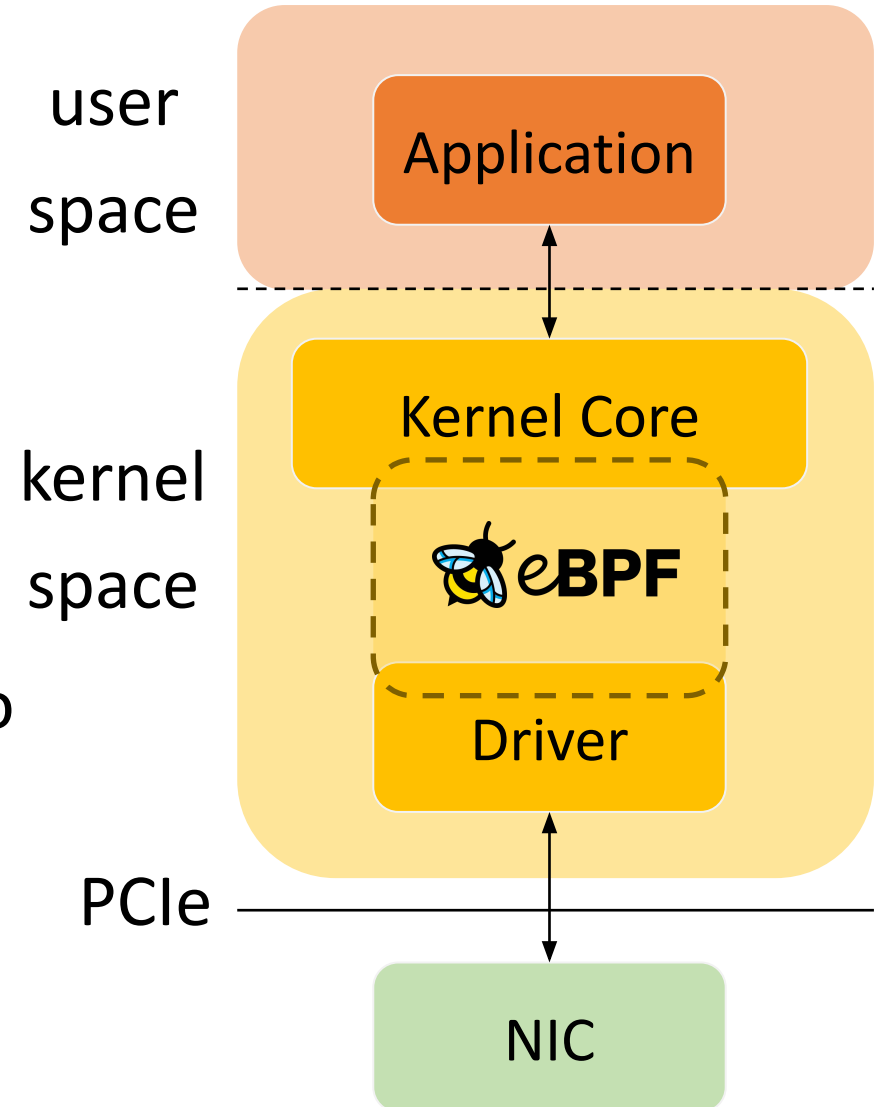 user
space
Application
Kernel Core
kernel
space
eBPF
Driver
PCIe
NIC